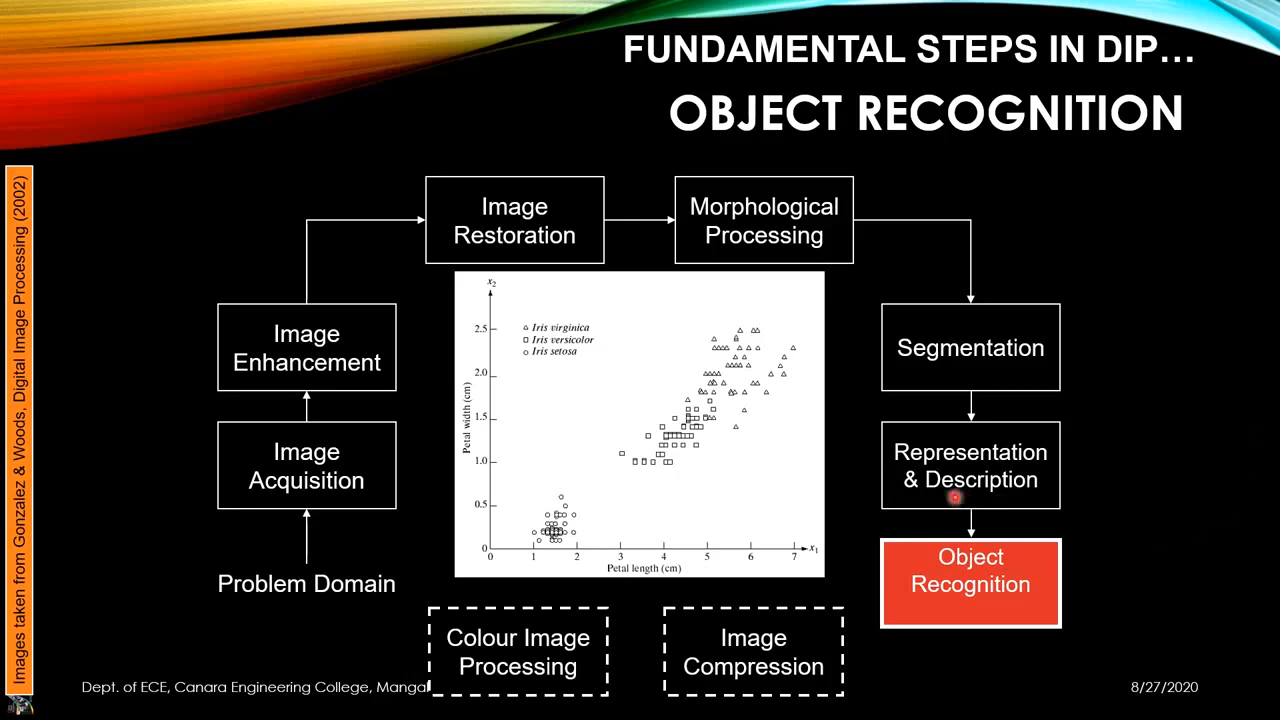 FUNDAMENTAL STEPS IN DIP…
OBJECT RECOGNITION
Images taken from Gonzalez & Woods, Digital Image Processing (2002)
Image
Restoration
Morphological
Processing
Image
Enhancement
Segmentation
Image
Acquisition
Representation
& Description
Problem Domain
Object
Recognition
x₂
Iris virginica
Iris versicolor
Iris setosa
Petal width (cm)
2.5
2.0
1.5
1.0
0.5
0
0 1 2 3 4 5 6 7
x₁
Petal length (cm)
Colour Image
Processing
Image
Compression
Dept. of ECE, Canara Engineering College, Mangal
8/27/2020